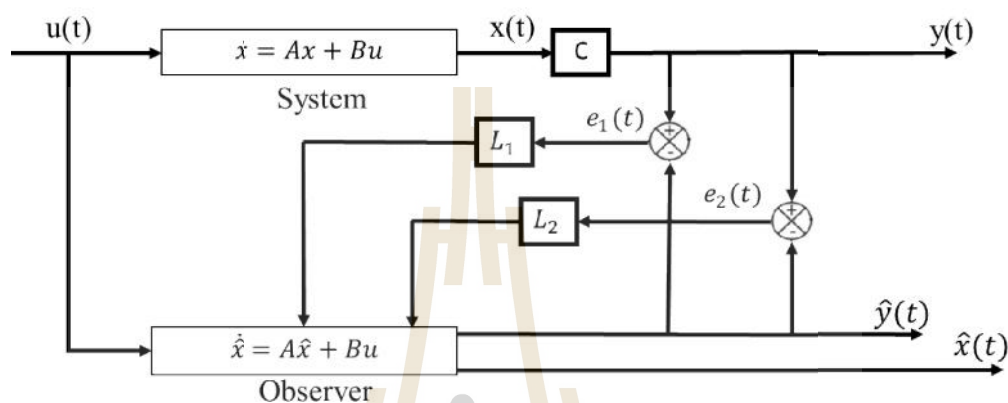 u(t)
ẋ = Ax + Bu
x(t)
C
y(t)
System
e₁(t)
+
-
L₁
e₂(t)
+
-
L₂
ŷ(t)
x̂̇ = Ax̂ + Bu
x̂(t)
Observer